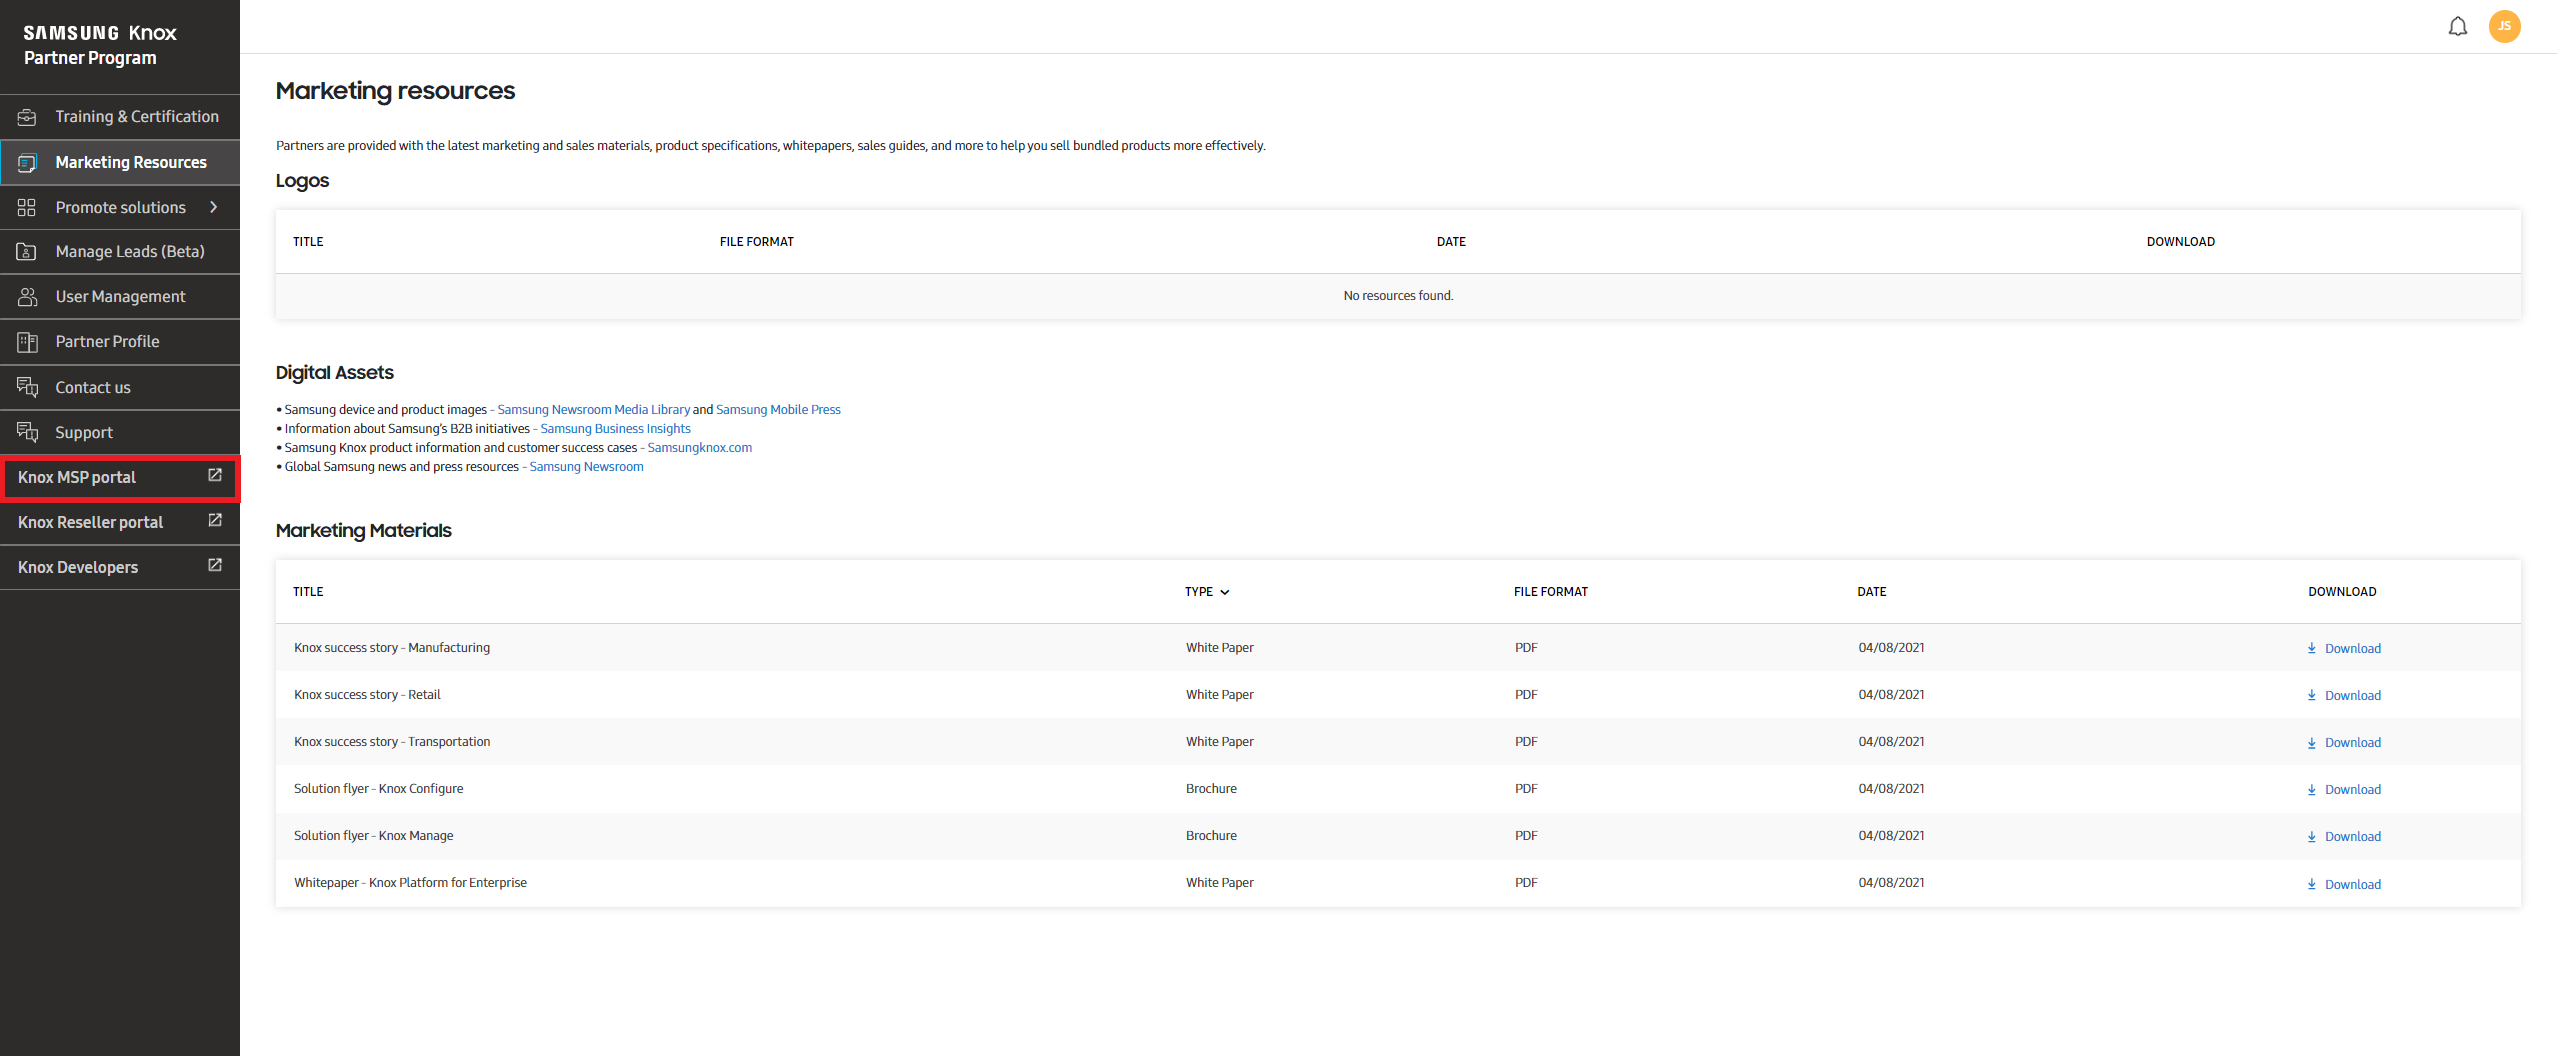 SAMSUNG Knox
Partner Program
JS
Training & Certification
Marketing Resources
Promote solutions
Manage Leads (Beta)
User Management
Partner Profile
Contact us
Support
Knox MSP portal
Knox Reseller portal
Knox Developers
Marketing resources
Partners are provided with the latest marketing and sales materials, product specifications, whitepapers, sales guides, and more to help you sell bundled products more effectively.
Logos
TITLE FILE FORMAT DATE DOWNLOAD
No resources found.
Digital Assets
• Samsung device and product images - Samsung Newsroom Media Library and Samsung Mobile Press
• Information about Samsung's B2B initiatives - Samsung Business Insights
• Samsung Knox product information and customer success cases - Samsungknox.com
• Global Samsung news and press resources - Samsung Newsroom
Marketing Materials
TITLE TYPE FILE FORMAT DATE DOWNLOAD
Knox success story - Manufacturing White Paper PDF 04/08/2021 Download
Knox success story - Retail White Paper PDF 04/08/2021 Download
Knox success story - Transportation White Paper PDF 04/08/2021 Download
Solution flyer - Knox Configure Brochure PDF 04/08/2021 Download
Solution flyer - Knox Manage Brochure PDF 04/08/2021 Download
Whitepaper - Knox Platform for Enterprise White Paper PDF 04/08/2021 Download